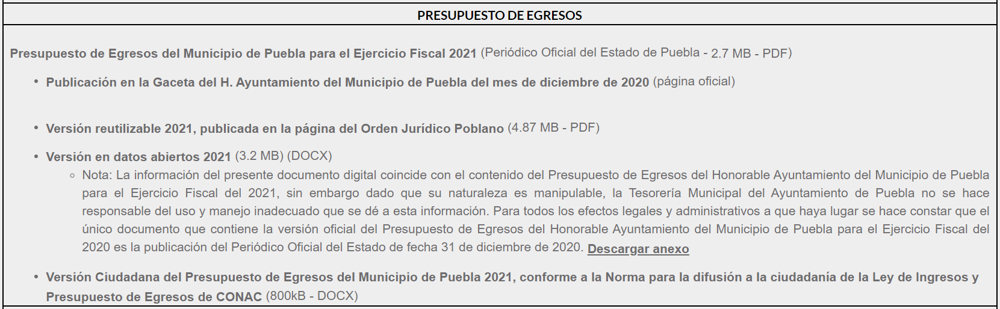 PRESUPUESTO DE EGRESOS
Presupuesto de Egresos del Municipio de Puebla para el Ejercicio Fiscal 2021 (Periódico Oficial del Estado de Puebla - 2.7 MB - PDF)
• Publicación en la Gaceta del H. Ayuntamiento del Municipio de Puebla del mes de diciembre de 2020 (página oficial)
• Versión reutilizable 2021, publicada en la página del Orden Jurídico Poblano (4.87 MB - PDF)
• Versión en datos abiertos 2021 (3.2 MB) (DOCX)
◦ Nota: La información del presente documento digital coincide con el contenido del Presupuesto de Egresos del Honorable Ayuntamiento del Municipio de Puebla
para el Ejercicio Fiscal del 2021, sin embargo dado que su naturaleza es manipulable, la Tesorería Municipal del Ayuntamiento de Puebla no se hace
responsable del uso y manejo inadecuado que se dé a esta información. Para todos los efectos legales y administrativos a que haya lugar se hace constar que el
único documento que contiene la versión oficial del Presupuesto de Egresos del Honorable Ayuntamiento del Municipio de Puebla para el Ejercicio Fiscal del
2020 es la publicación del Periódico Oficial del Estado de fecha 31 de diciembre de 2020. Descargar anexo
• Versión Ciudadana del Presupuesto de Egresos del Municipio de Puebla 2021, conforme a la Norma para la difusión a la ciudadanía de la Ley de Ingresos y
Presupuesto de Egresos de CONAC (800kB - DOCX)